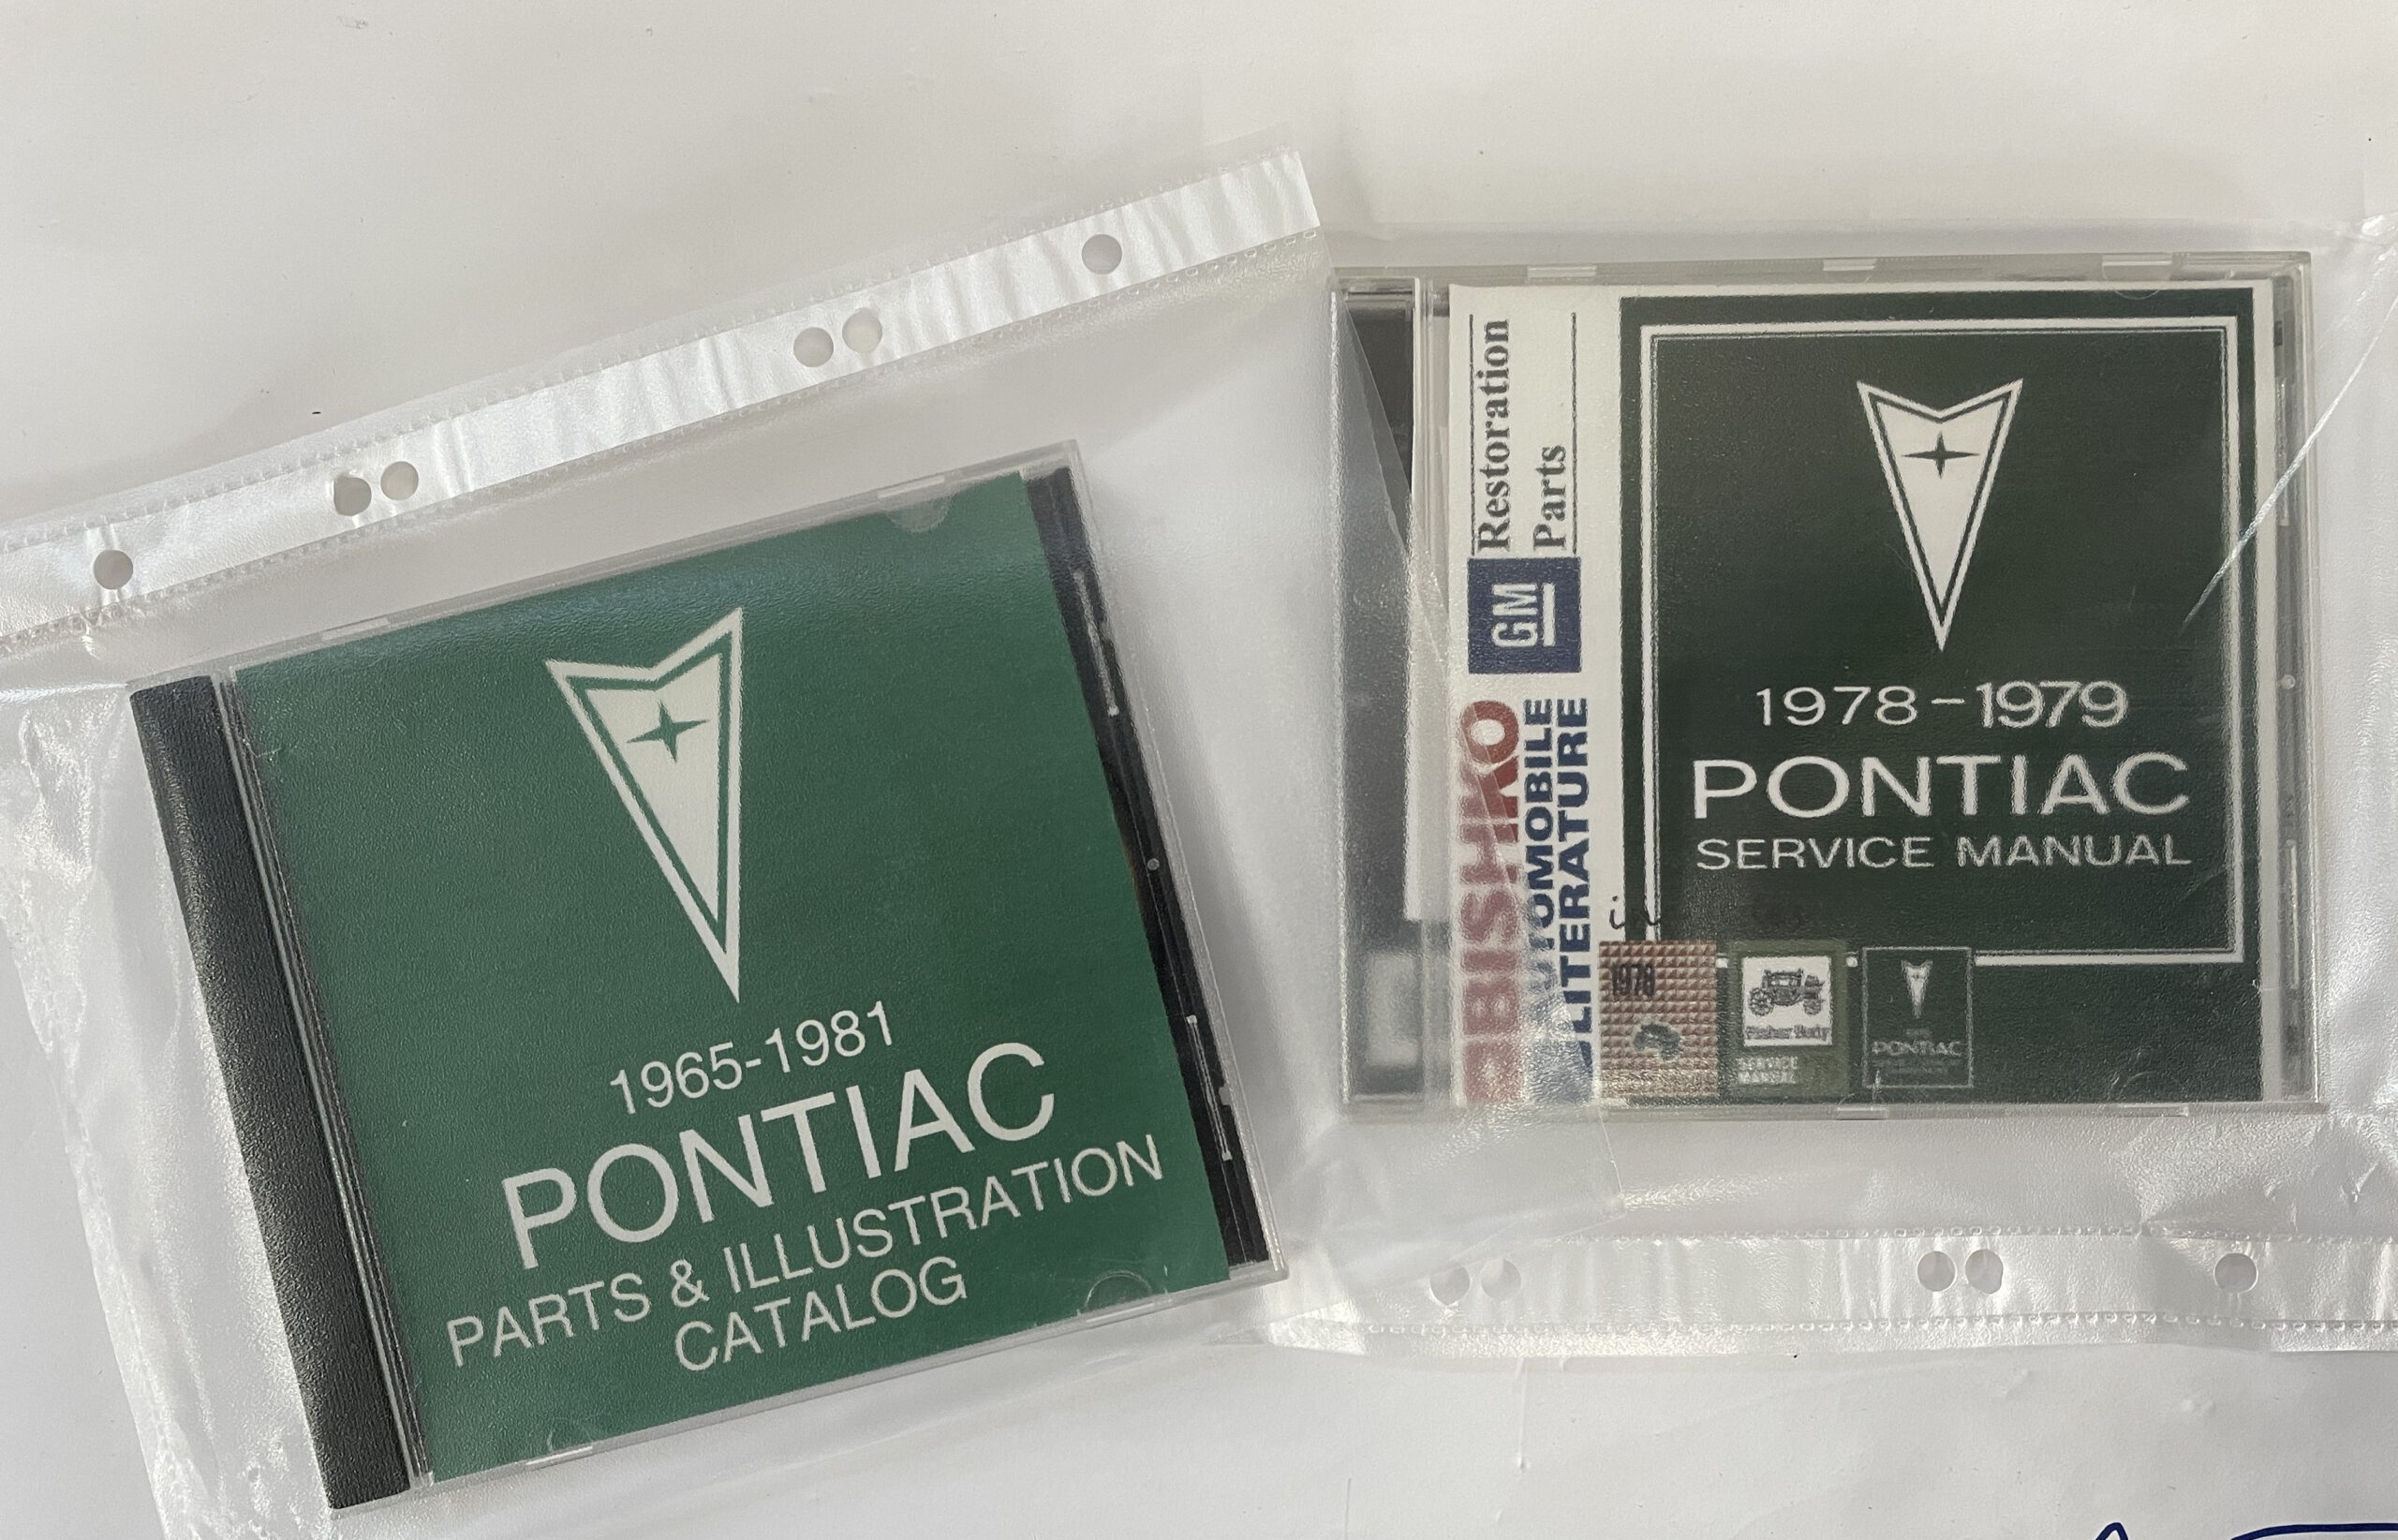 1965-1981
PONTIAC
PARTS & ILLUSTRATION
CATALOG
Restoration
Parts
GM
BISHKO
AUTOMOBILE
LITERATURE
1978-1979
PONTIAC
SERVICE MANUAL
1978
Fisher Body
SERVICE
MANUAL
PONTIAC